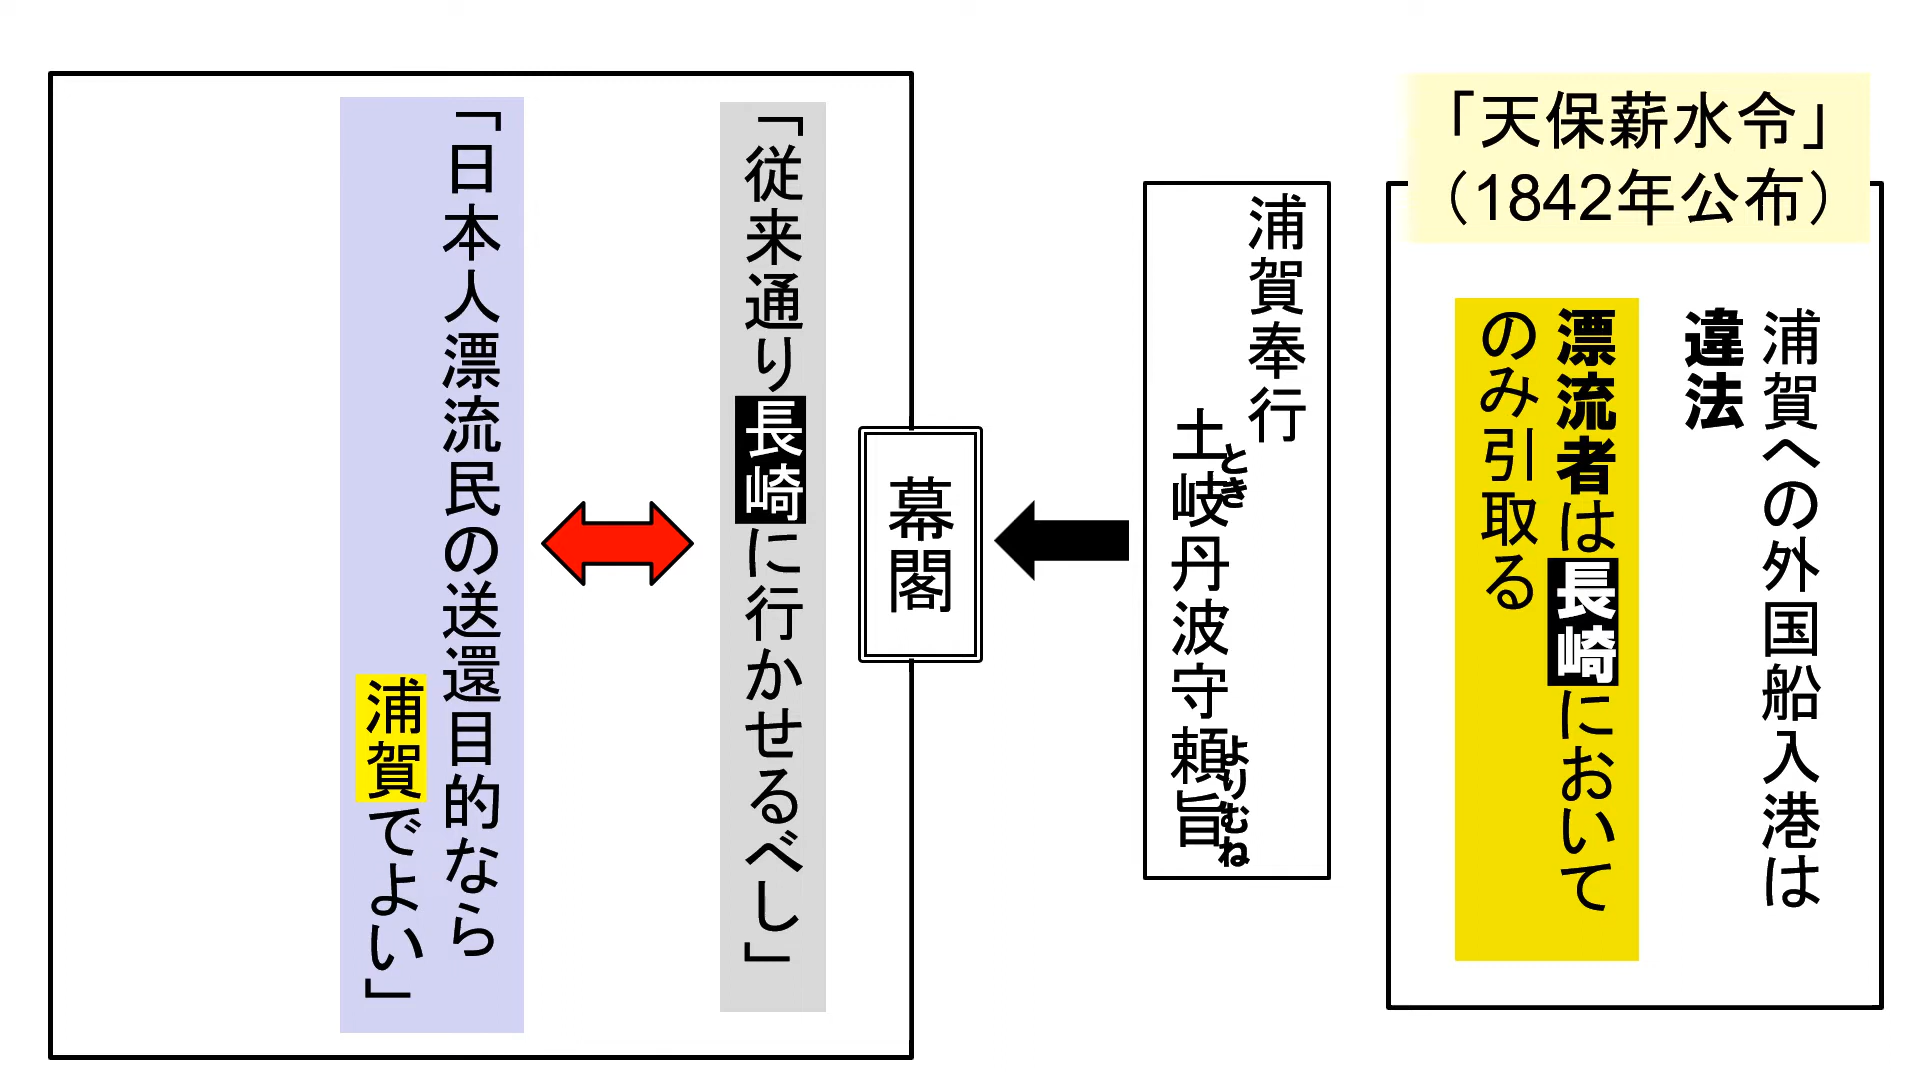 「天保薪水令」
（1842年公布）
浦賀への外国船入港は
違法
漂流者は長崎において
のみ引取る
浦賀奉行
土岐丹波守頼旨
とき
よりむね
幕閣
「従来通り長崎に行かせるべし」
「日本人漂流民の送還目的なら
浦賀でよい」